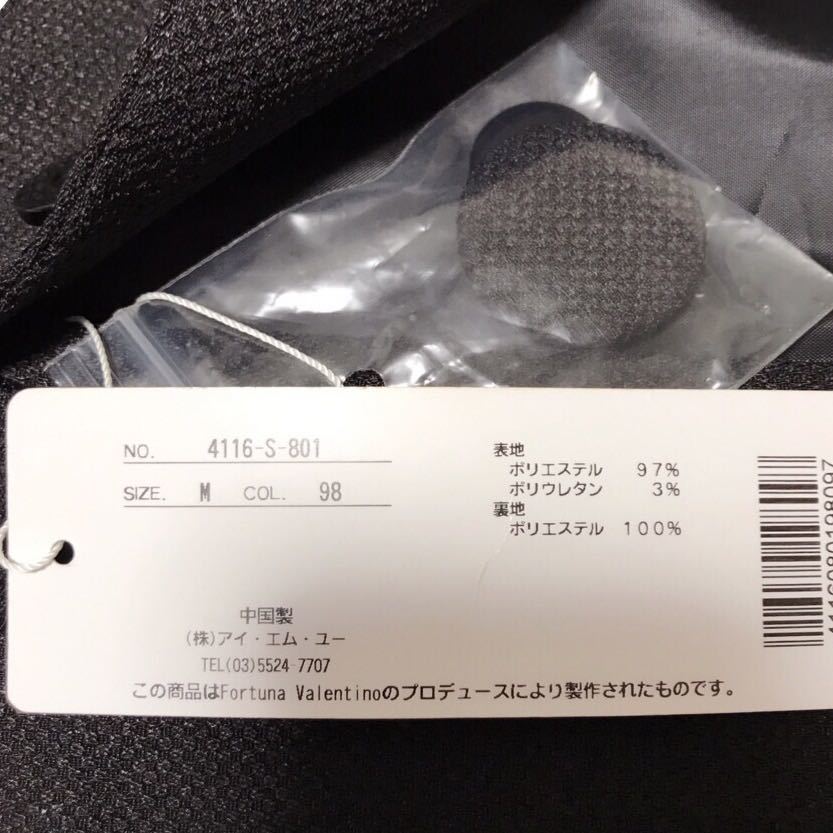 NO. 4116-S-801
SIZE. M COL. 98
表地
ポリエステル 97%
ポリウレタン 3%
裏地
ポリエステル 100%
中国製
(株)アイ・エム・ユー
TEL(03)5524-7707
この商品はFortuna Valentinoのプロデュースにより製作されたものです。